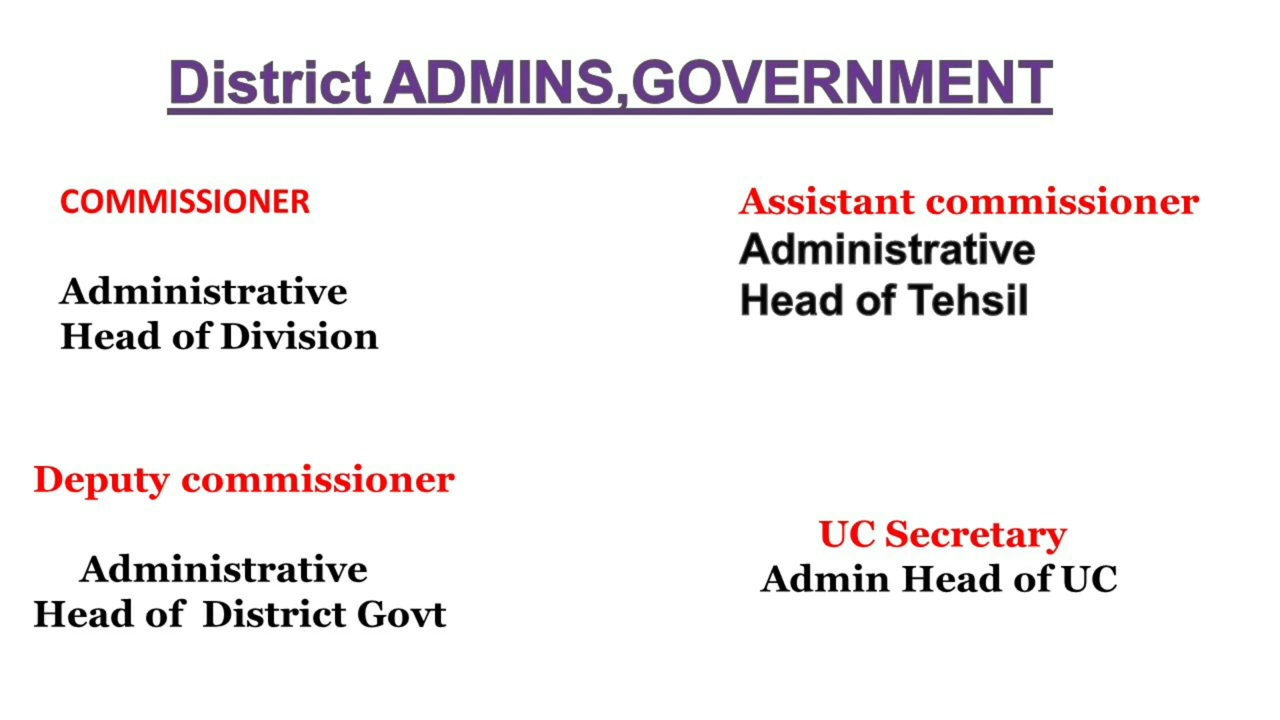 District ADMINS,GOVERNMENT
COMMISSIONER
Administrative
Head of Division
Assistant commissioner
Administrative
Head of Tehsil
Deputy commissioner
Administrative
Head of District Govt
UC Secretary
Admin Head of UC